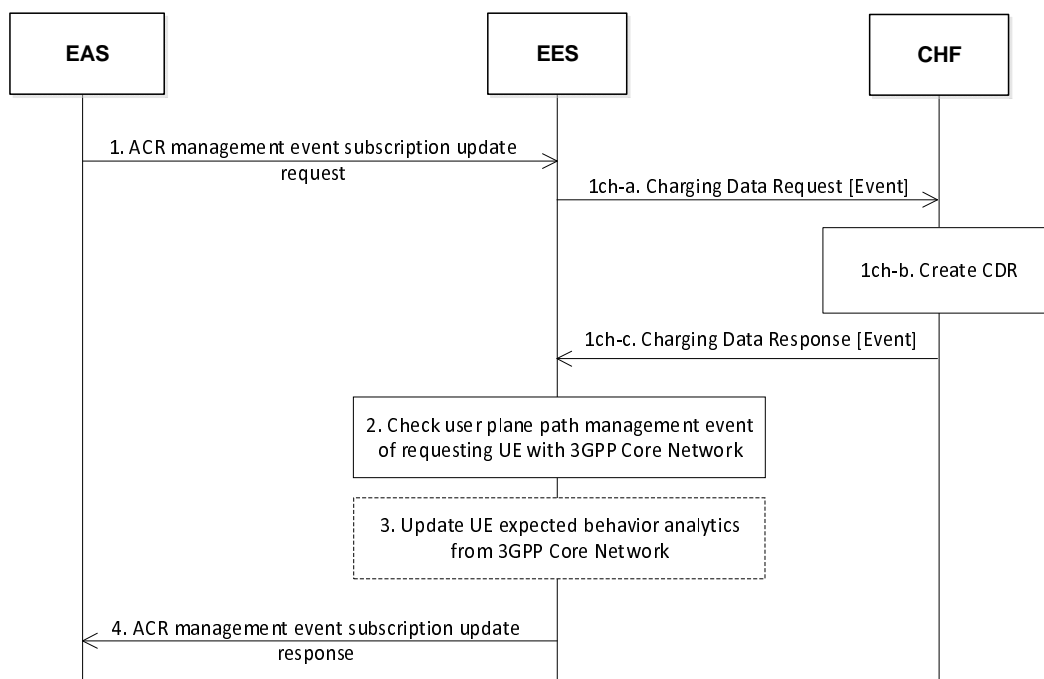 EAS
EES
CHF
1. ACR management event subscription update
request
1ch-a. Charging Data Request [Event]
1ch-b. Create CDR
1ch-c. Charging Data Response [Event]
2. Check user plane path management event
of requesting UE with 3GPP Core Network
3. Update UE expected behavior analytics
from 3GPP Core Network
4. ACR management event subscription update
response